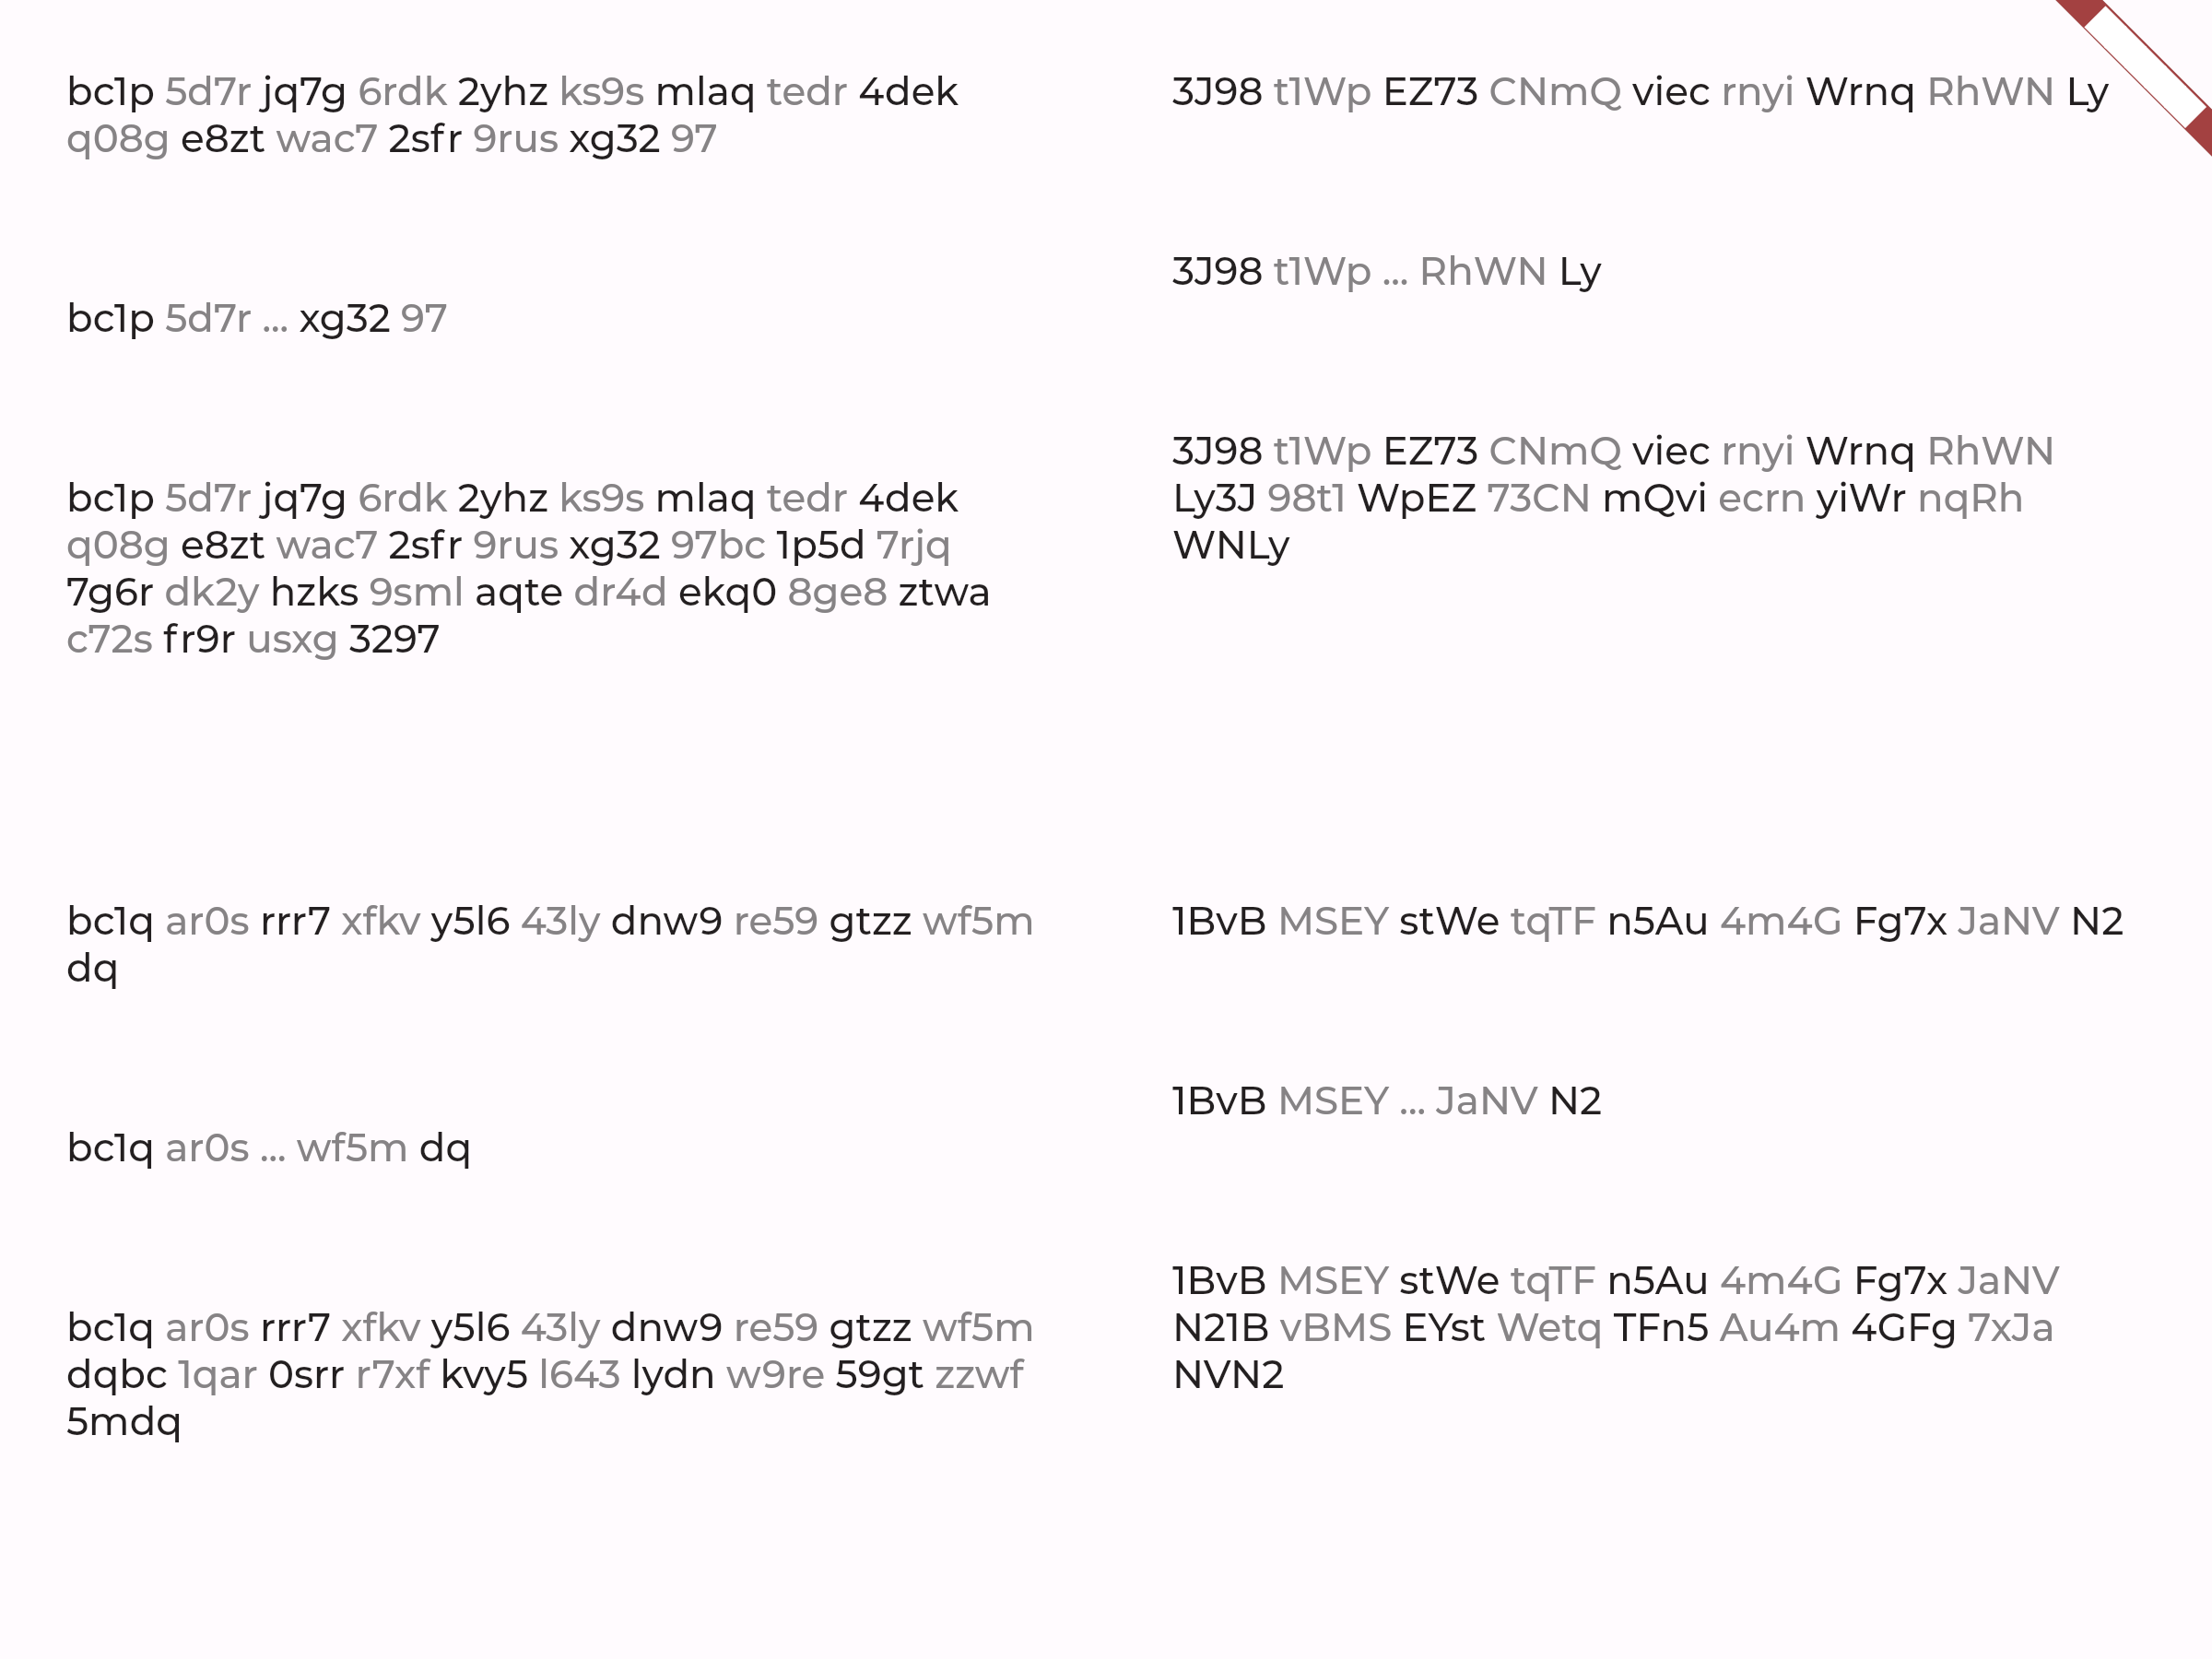 bc1p 5d7r jq7g 6rdk 2yhz ks9s mlaq tedr 4dek
q08g e8zt wac7 2sfr 9rus xg32 97
bc1p 5d7r ... xg32 97
bc1p 5d7r jq7g 6rdk 2yhz ks9s mlaq tedr 4dek
q08g e8zt wac7 2sfr 9rus xg32 97bc 1p5d 7rjq
7g6r dk2y hzks 9sml aqte dr4d ekq0 8ge8 ztwa
c72s fr9r usxg 3297
bc1q ar0s rrr7 xfkv y5l6 43ly dnw9 re59 gtzz wf5m
dq
bc1q ar0s ... wf5m dq
bc1q ar0s rrr7 xfkv y5l6 43ly dnw9 re59 gtzz wf5m
dqbc 1qar 0srr r7xf kvy5 l643 lydn w9re 59gt zzwf
5mdq
3J98 t1Wp EZ73 CNmQ viec rnyi Wrnq RhWN Ly
3J98 t1Wp ... RhWN Ly
3J98 t1Wp EZ73 CNmQ viec rnyi Wrnq RhWN
Ly3J 98t1 WpEZ 73CN mQvi ecrn yiWr nqRh
WNLy
1BvB MSEY stWe tqTF n5Au 4m4G Fg7x JaNV N2
1BvB MSEY ... JaNV N2
1BvB MSEY stWe tqTF n5Au 4m4G Fg7x JaNV
N21B vBMS EYst Wetq TFn5 Au4m 4GFg 7xJa
NVN2